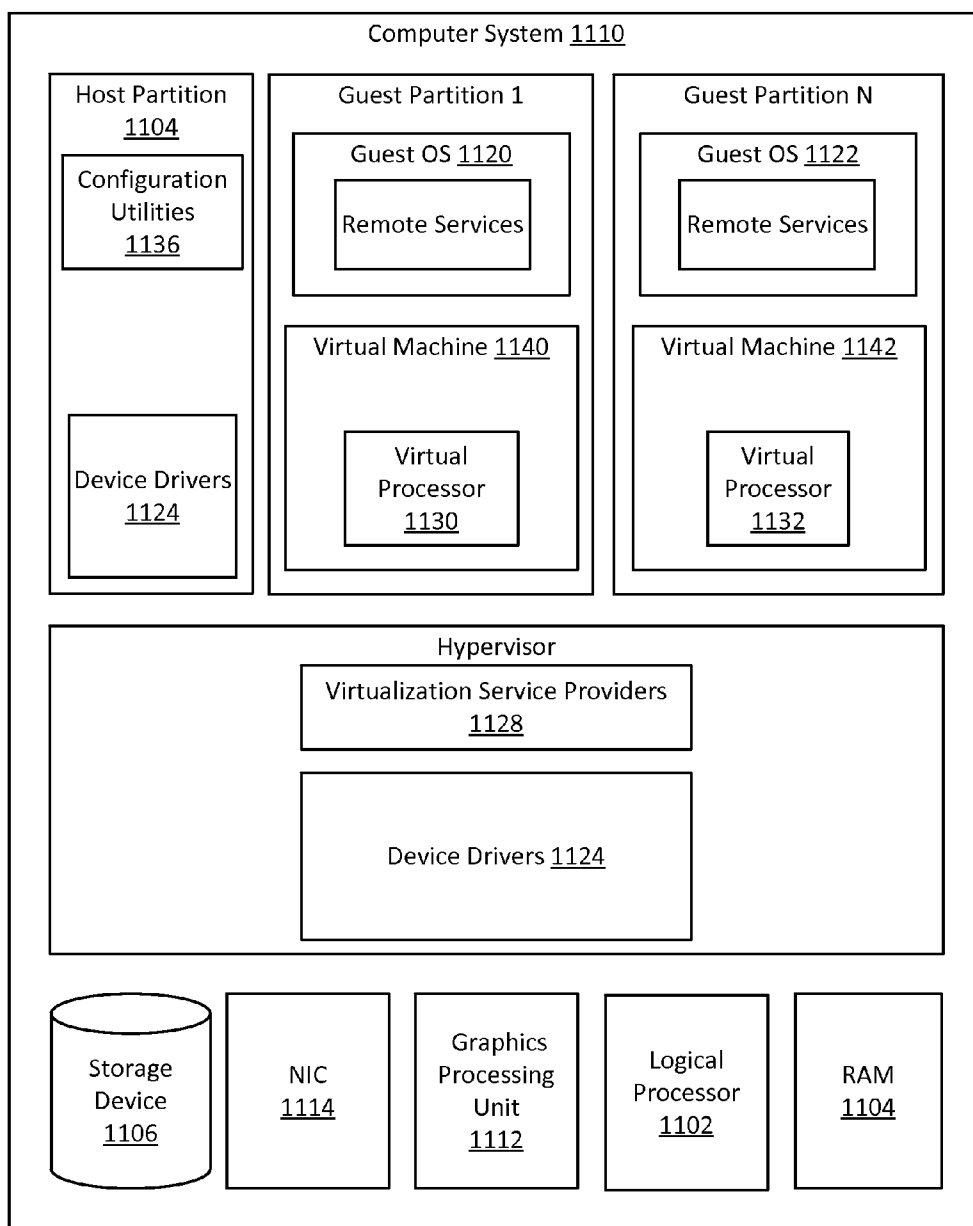 Computer System 1110
Host Partition
1104
Configuration
Utilities
1136
Device Drivers
1124
Guest Partition 1
Guest OS 1120
Remote Services
Virtual Machine 1140
Virtual
Processor
1130
Guest Partition N
Guest OS 1122
Remote Services
Virtual Machine 1142
Virtual
Processor
1132
Hypervisor
Virtualization Service Providers
1128
Device Drivers 1124
Storage
Device
1106
NIC
1114
Graphics
Processing
Unit
1112
Logical
Processor
1102
RAM
1104